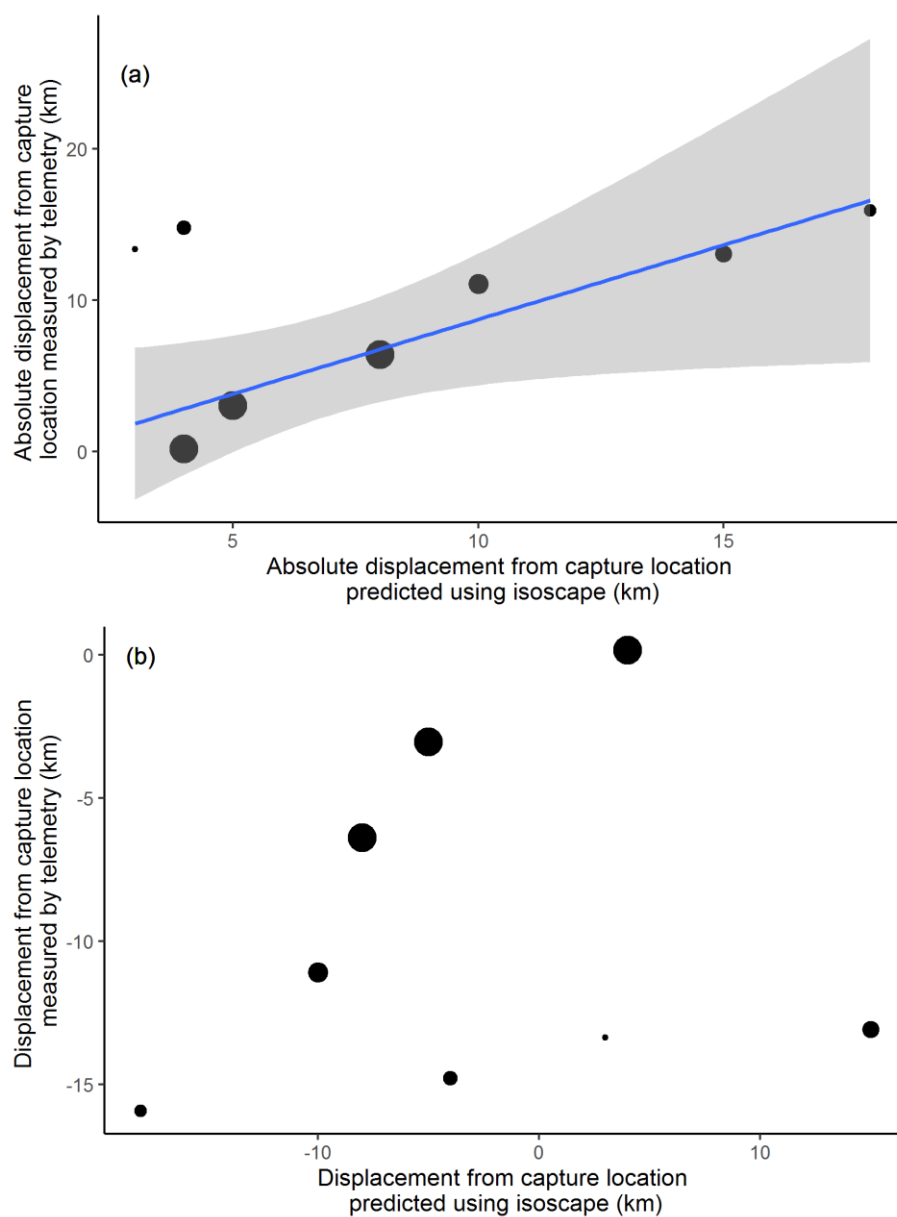 (a)
Absolute displacement from capture
location measured by telemetry (km)
20
10
0
5
10
15
Absolute displacement from capture location
predicted using isoscape (km)
(b)
Displacement from capture location
measured by telemetry (km)
0
-5
-10
-15
-10
0
10
Displacement from capture location
predicted using isoscape (km)